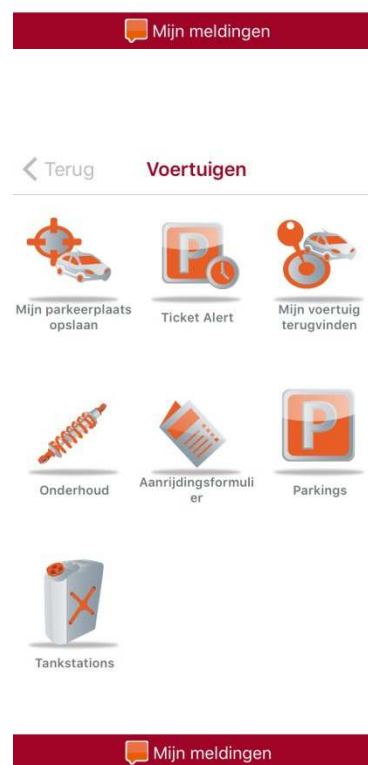 Mijn meldingen
Terug
Voertuigen
Mijn parkeerplaats
opslaan
P
Ticket Alert
Mijn voertuig
terugvinden
Onderhoud
Aanrijdingsformuli
er
P
Parkings
Tankstations
Mijn meldingen